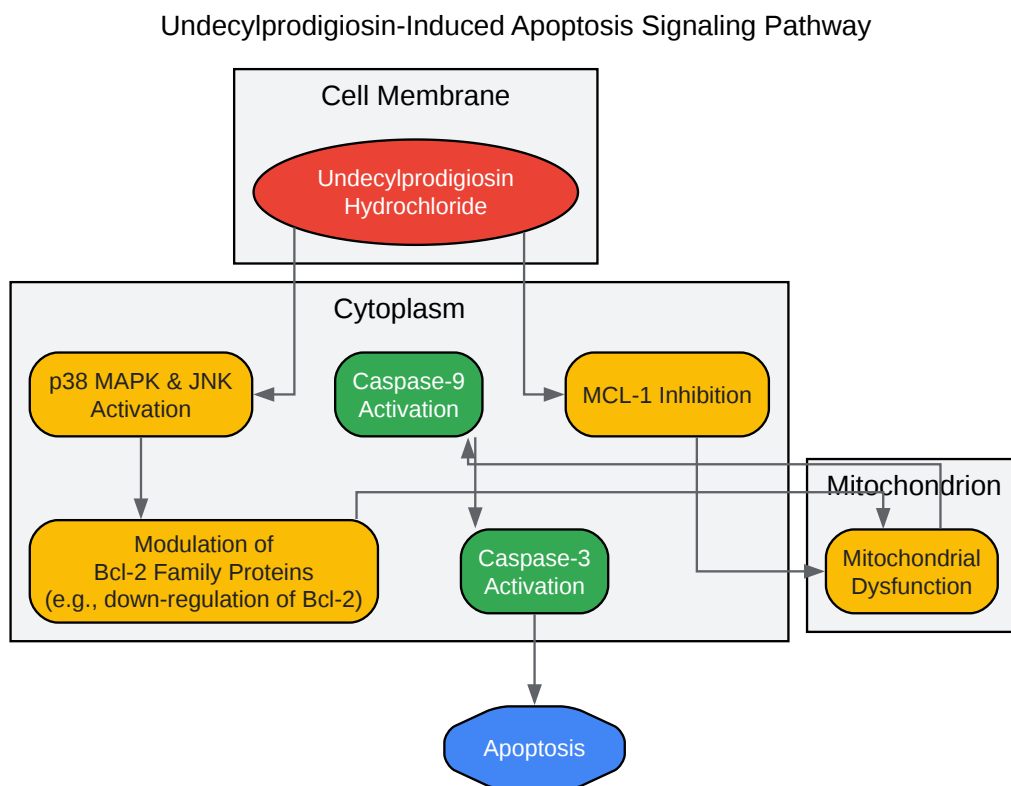 Undecylprodigiosin-Induced Apoptosis Signaling Pathway
Cell Membrane
Undecylprodigiosin
Hydrochloride
Cytoplasm
p38 MAPK & JNK
Activation
Caspase-9
Activation
MCL-1 Inhibition
Mitochondrion
Modulation of
Bcl-2 Family Proteins
(e.g., down-regulation of Bcl-2)
Caspase-3
Activation
Mitochondrial
Dysfunction
Apoptosis